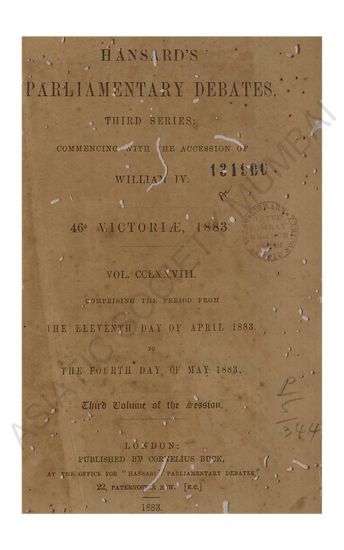 HANSARD'S
PARLIAMENTARY DEBATES,
THIRD SERIES:
COMMENCING WITH THE ACCESSION OF
WILLIAM IV.
131900
46° VICTORIÆ, 1883
VOL. CCLXXVIII.
COMPRISING THE PERIOD FROM
THE ELEVENTH DAY OF APRIL 1883,
TO
THE FOURTH DAY OF MAY 1883.
Third Volume of the Session.
344
LONDON:
PUBLISHED BY CORNELIUS BUCK,
AT THE OFFICE FOR "HANSARD'S PARLIAMENTARY DEBATES,"
22, PATERNOSTER ROW. [E.C.]
1883.
ASIATIC SOCIETY OF MUMBAI